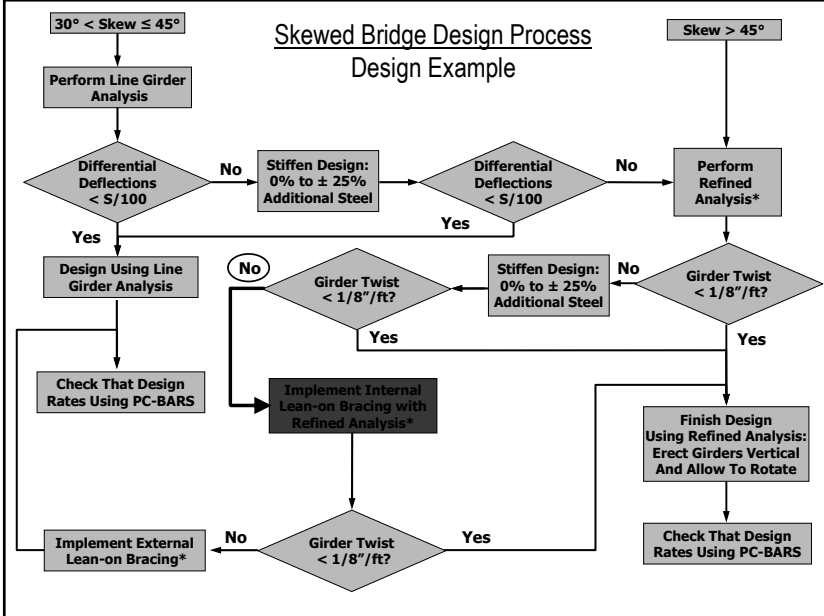 30° < Skew ≤ 45°
Skewed Bridge Design Process
Design Example
Skew > 45°
Perform Line Girder
Analysis
Differential
Deflections
< S/100
No
Stiffen Design:
0% to ± 25%
Additional Steel
Differential
Deflections
< S/100
No
Perform
Refined
Analysis*
Yes
Yes
Design Using Line
Girder Analysis
No
Girder Twist
< 1/8"/ft?
Stiffen Design:
0% to ± 25%
Additional Steel
No
Girder Twist
< 1/8"/ft?
Yes
Yes
Check That Design
Rates Using PC-BARS
Implement Internal
Lean-on Bracing with
Refined Analysis*
Finish Design
Using Refined Analysis:
Erect Girders Vertical
And Allow To Rotate
Implement External
Lean-on Bracing*
No
Girder Twist
< 1/8"/ft?
Yes
Check That Design
Rates Using PC-BARS